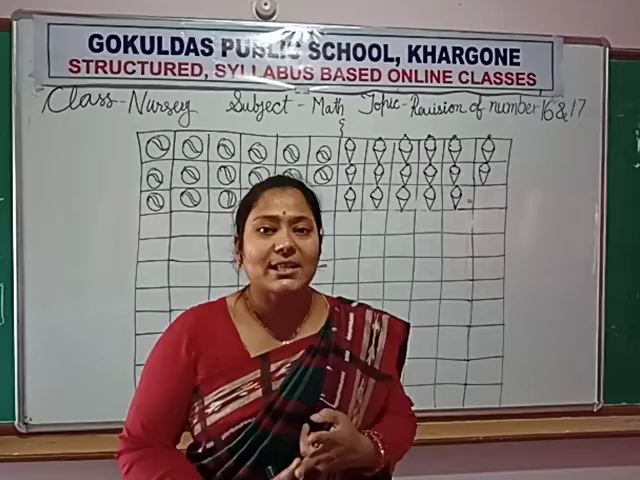 GOKULDAS PUBLIC SCHOOL, KHARGONE
STRUCTURED, SYLLABUS BASED ONLINE CLASSES
Class-Nursery Subject - Math Topic-Revision of number 16 & 17